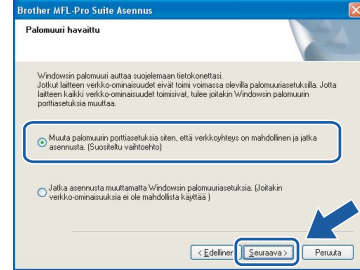 Brother MFL-Pro Suite Asennus
Palomuuri havaittu
Windowsin palomuuri auttaa suojelemaan tietokonettasi.
Jotkut laitteen verkko-ominaisuudet eivät toimi voimassa olevilla palomuuriasetuksilla. Jotta
laitteen kaikki verkko-ominaisuudet toimisivat, tulee joitakin Windowsin palomuurin
porttiasetuksia muuttaa.
Muuta palomuurin porttiasetuksia siten, että verkkoyhteys on mahdollinen ja jatka
asennusta. (Suositeltu vaihtoehto)
Jatka asennusta muuttamatta Windowsin palomuuriasetuksia. (Joitakin
verkko-ominaisuuksia ei ole mahdollista käyttää )
< Edellinen Seuraava > Peruuta